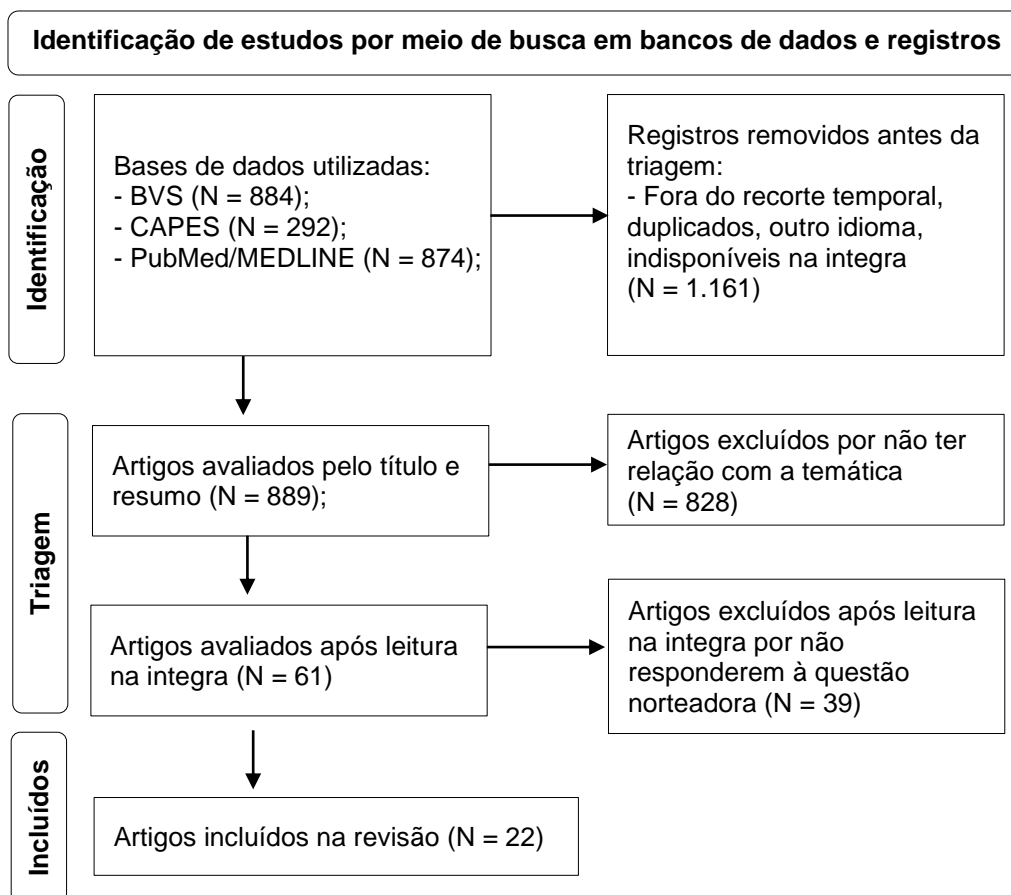 Identificação de estudos por meio de busca em bancos de dados e registros
Identificação
Bases de dados utilizadas:
- BVS (N = 884);
- CAPES (N = 292);
- PubMed/MEDLINE (N = 874);
Registros removidos antes da
triagem:
- Fora do recorte temporal,
duplicados, outro idioma,
indisponíveis na integra
(N = 1.161)
Triagem
Artigos avaliados pelo título e
resumo (N = 889);
Artigos excluídos por não ter
relação com a temática
(N = 828)
Artigos avaliados após leitura
na integra (N = 61)
Artigos excluídos após leitura
na integra por não
responderem à questão
norteadora (N = 39)
Incluídos
Artigos incluídos na revisão (N = 22)